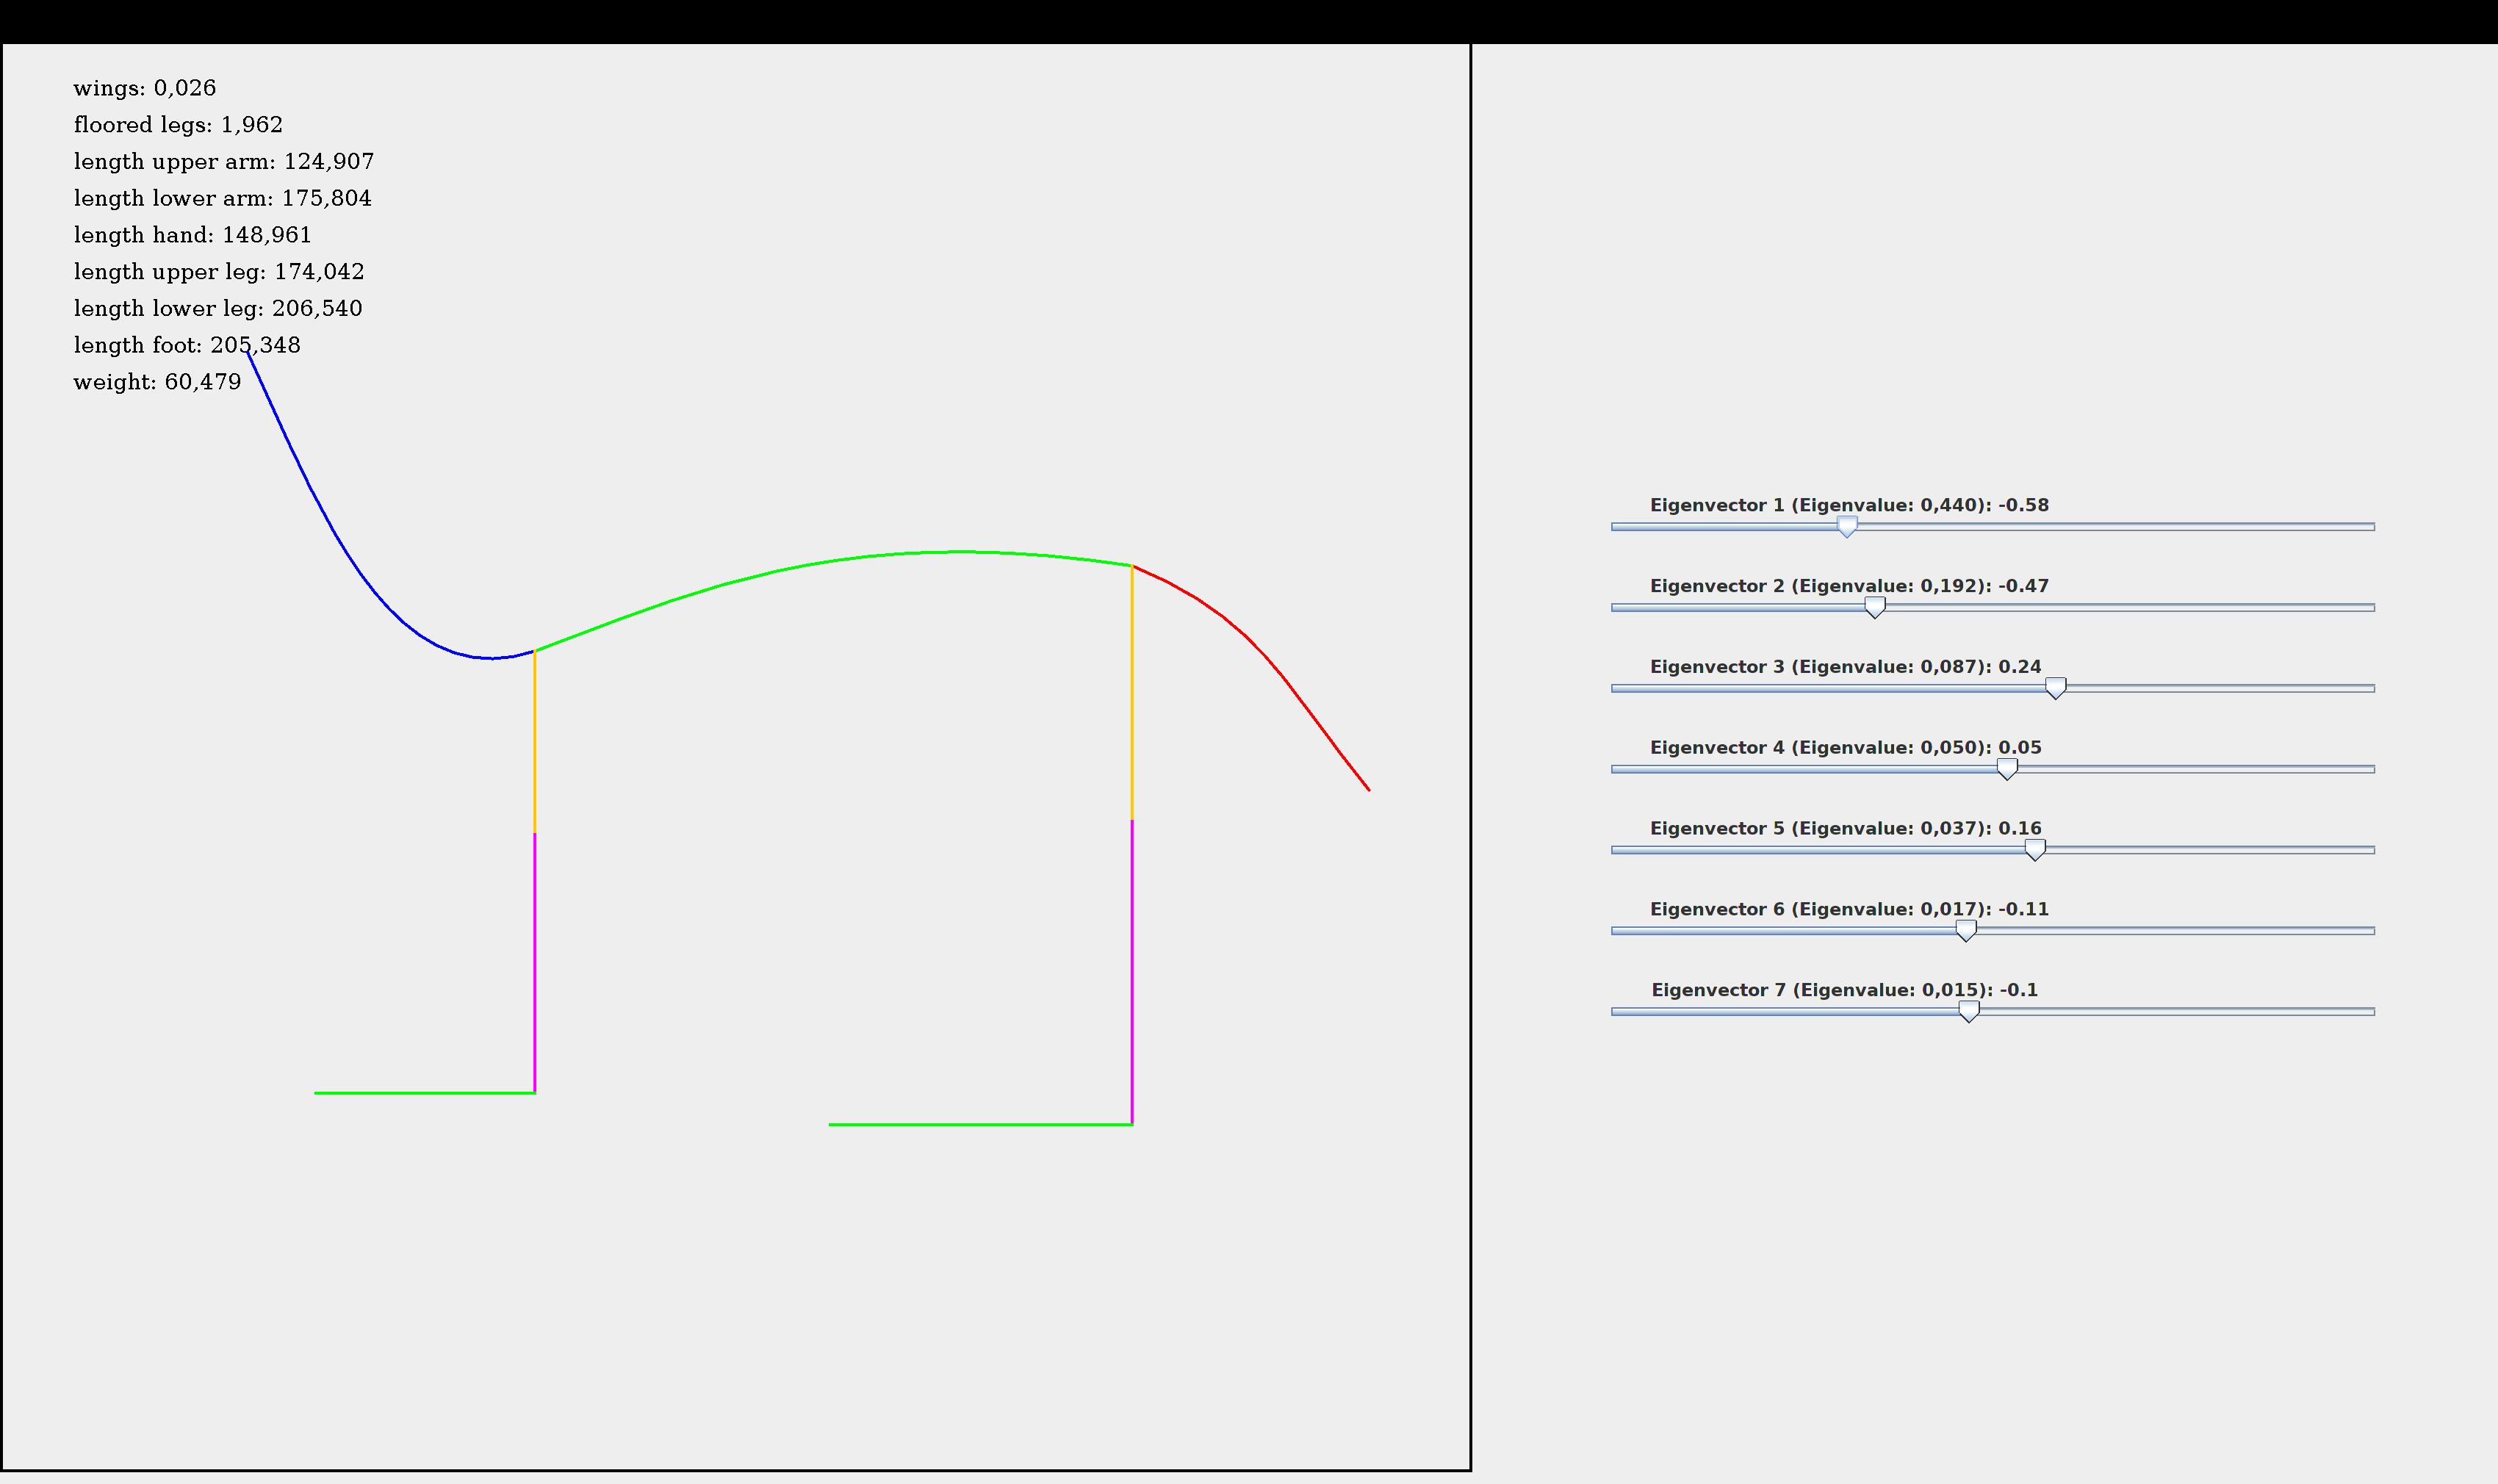 wings: 0,026
floored legs: 1,962
length upper arm: 124,907
length lower arm: 175,804
length hand: 148,961
length upper leg: 174,042
length lower leg: 206,540
length foot: 205,348
weight: 60,479
Eigenvector 1 (Eigenvalue: 0,440): -0.58
Eigenvector 2 (Eigenvalue: 0,192): -0.47
Eigenvector 3 (Eigenvalue: 0,087): 0.24
Eigenvector 4 (Eigenvalue: 0,050): 0.05
Eigenvector 5 (Eigenvalue: 0,037): 0.16
Eigenvector 6 (Eigenvalue: 0,017): -0.11
Eigenvector 7 (Eigenvalue: 0,015): -0.1